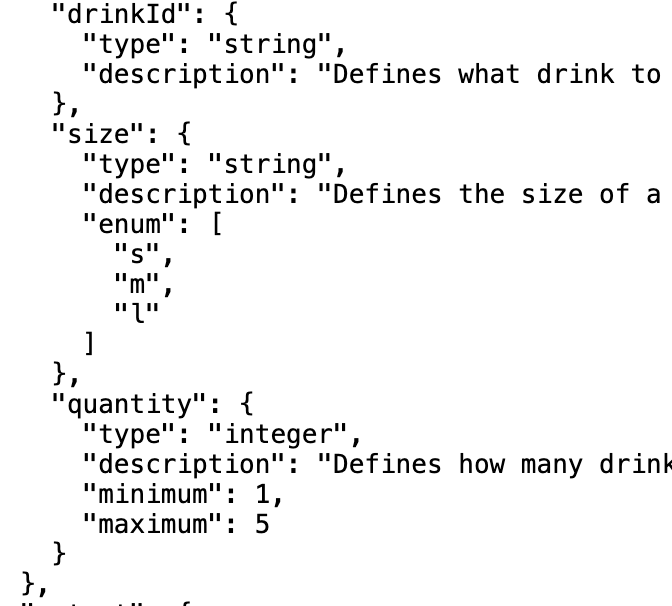 "drinkId": {
"type": "string",
"description": "Defines what drink to
},
"size": {
"type": "string",
"description": "Defines the size of a
"enum": [
"s",
"m",
"l"
]
},
"quantity": {
"type": "integer",
"description": "Defines how many drink
"minimum": 1,
"maximum": 5
}
},